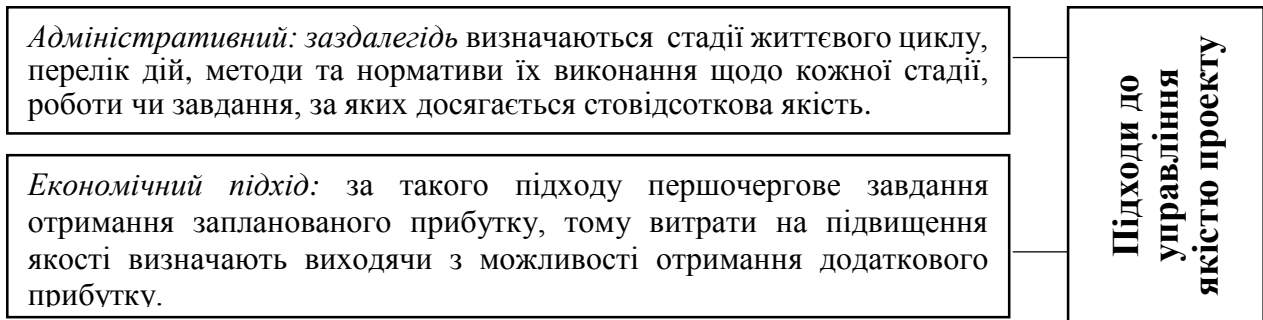 Адміністративний: заздалегідь визначаються стадії життєвого циклу,
перелік дій, методи та нормативи їх виконання щодо кожної стадії,
роботи чи завдання, за яких досягається стовідсоткова якість.
Економічний підхід: за такого підходу першочергове завдання
отримання запланованого прибутку, тому витрати на підвищення
якості визначають виходячи з можливості отримання додаткового
прибутку.
Підходи до
управління
якістю проекту